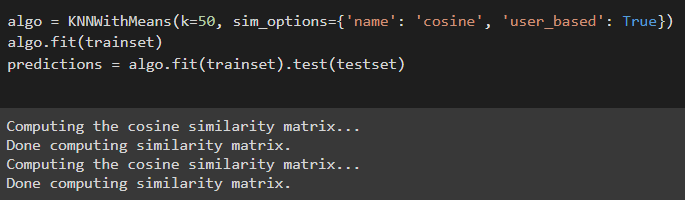 algo = KNNWithMeans(k=50, sim_options={'name': 'cosine', 'user_based': True})
algo.fit(trainset)
predictions = algo.fit(trainset).test(testset)
Computing the cosine similarity matrix...
Done computing similarity matrix.
Computing the cosine similarity matrix...
Done computing similarity matrix.